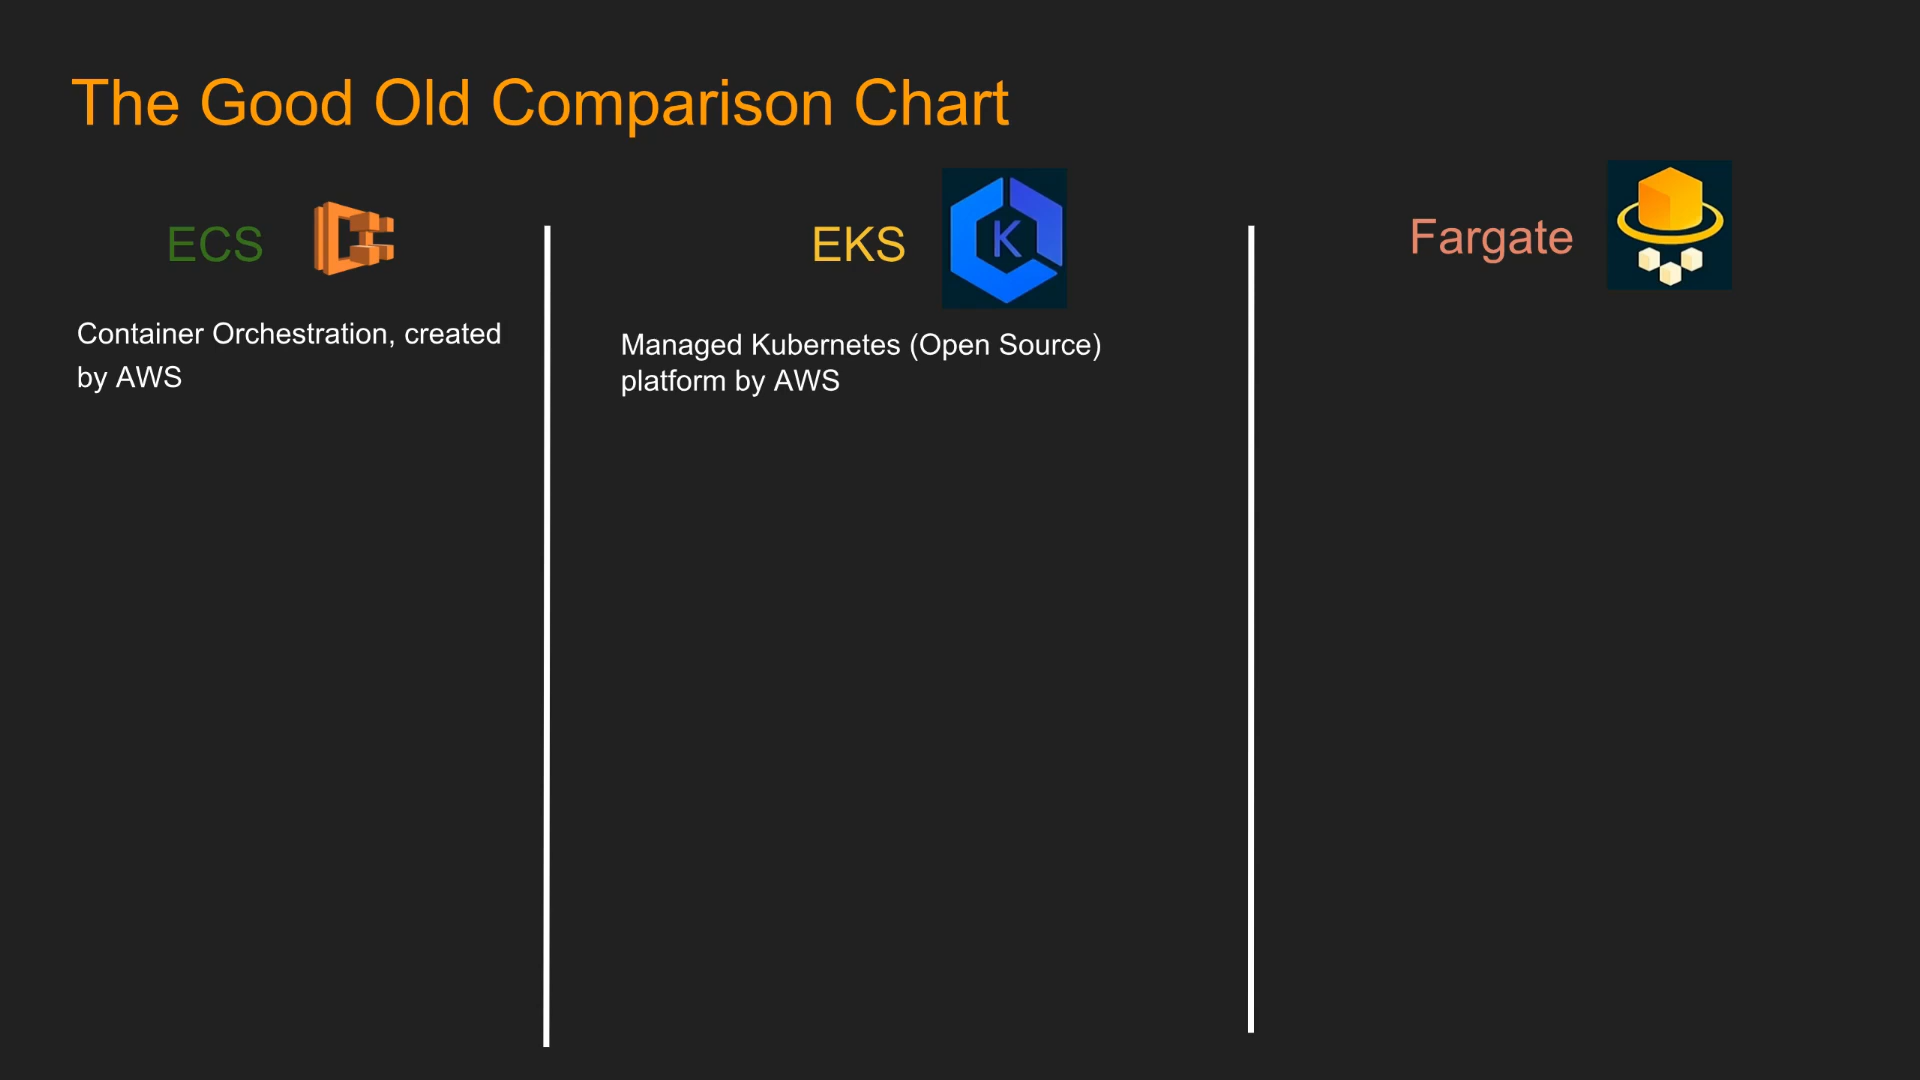 The Good Old Comparison Chart
ECS
EKS
K
Fargate
Container Orchestration, created
by AWS
Managed Kubernetes (Open Source)
platform by AWS